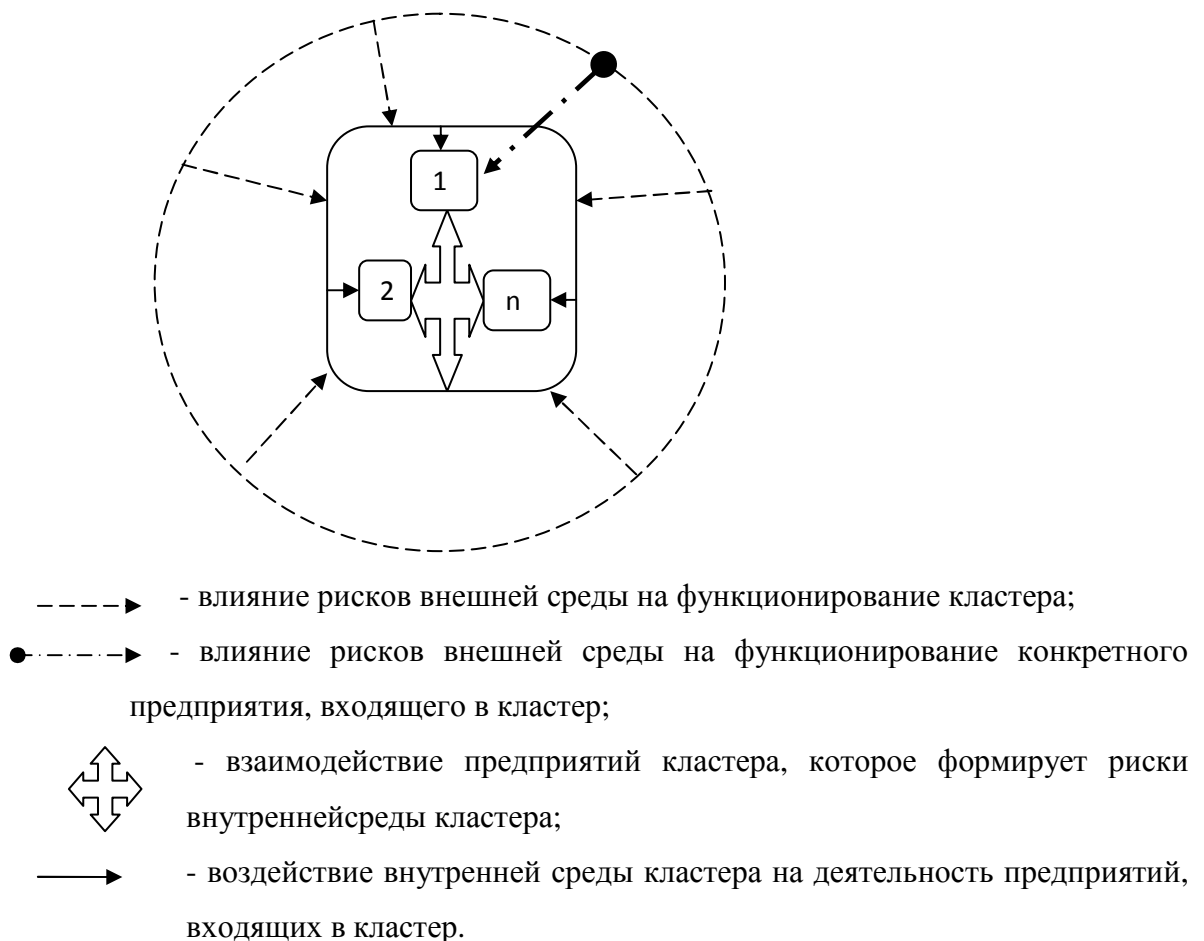 1
2
n
- влияние рисков внешней среды на функционирование кластера;
- влияние рисков внешней среды на функционирование конкретного
предприятия, входящего в кластер;
- взаимодействие предприятий кластера, которое формирует риски
внутреннейсреды кластера;
- воздействие внутренней среды кластера на деятельность предприятий,
входящих в кластер.